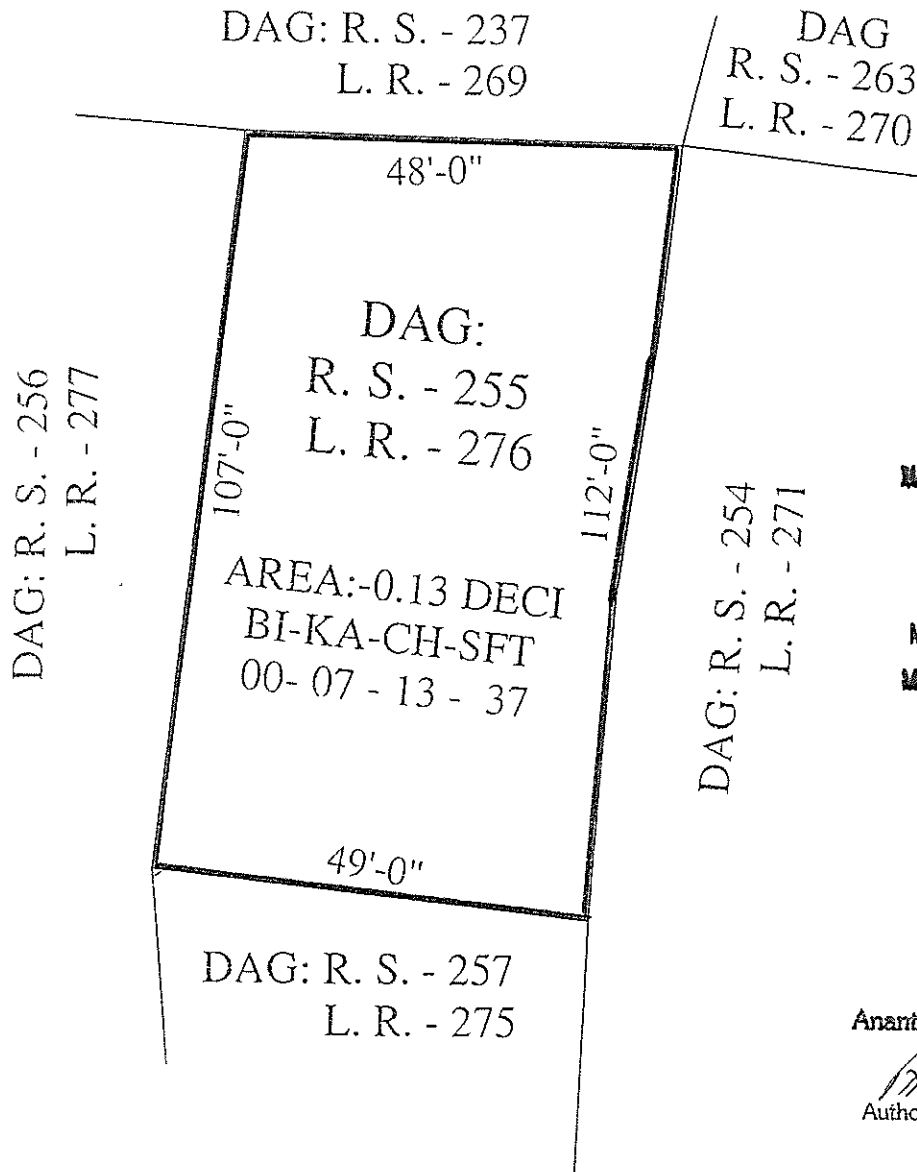 DAG: R. S. - 237
L. R. - 269
DAG
R. S. - 263
L. R. - 270
48'-0"
DAG:
R. S. - 255
L. R. - 276
DAG: R. S. - 256
L. R. - 277
107'-0"
112'-0"
DAG: R. S. - 254
L. R. - 271
AREA:-0.13 DECI
BI-KA-CH-SFT
00- 07 - 13 - 37
49'-0"
DAG: R. S. - 257
L. R. - 275